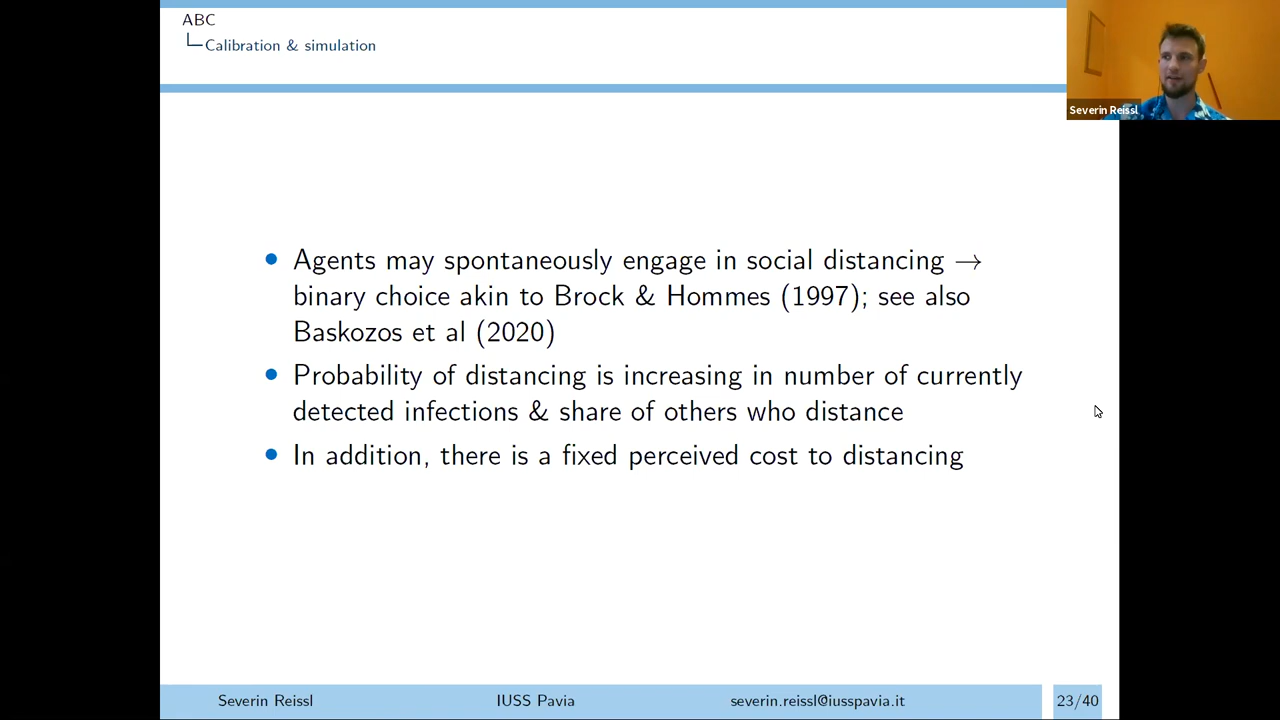 ABC
Calibration & simulation
Severin Reissl
• Agents may spontaneously engage in social distancing →
binary choice akin to Brock & Hommes (1997); see also
Baskozos et al (2020)
• Probability of distancing is increasing in number of currently
detected infections & share of others who distance
• In addition, there is a fixed perceived cost to distancing
Severin Reissl IUSS Pavia severin.reissl@iusspavia.it 23/40